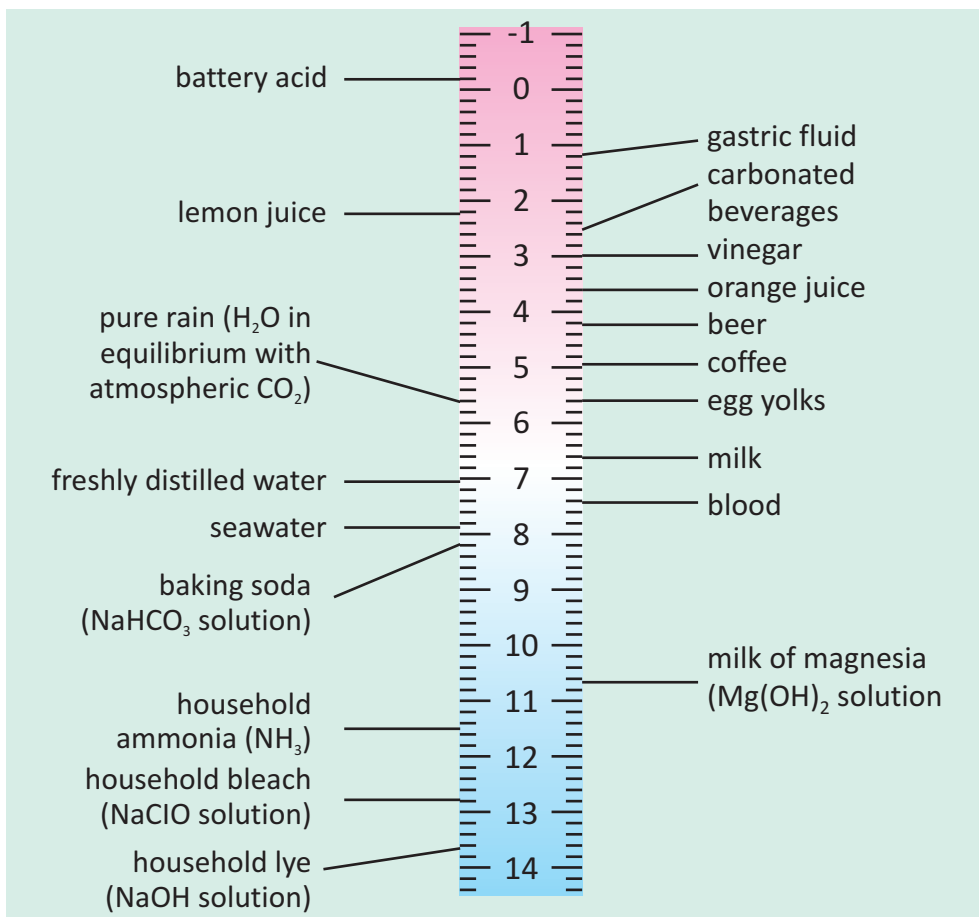 battery acid
lemon juice
pure rain (H₂O in
equilibrium with
atmospheric CO₂)
freshly distilled water
seawater
baking soda
(NaHCO₃ solution)
household
ammonia (NH₃)
household bleach
(NaClO solution)
household lye
(NaOH solution)
-1
0
1
2
3
4
5
6
7
8
9
10
11
12
13
14
gastric fluid
carbonated
beverages
vinegar
orange juice
beer
coffee
egg yolks
milk
blood
milk of magnesia
(Mg(OH)₂ solution